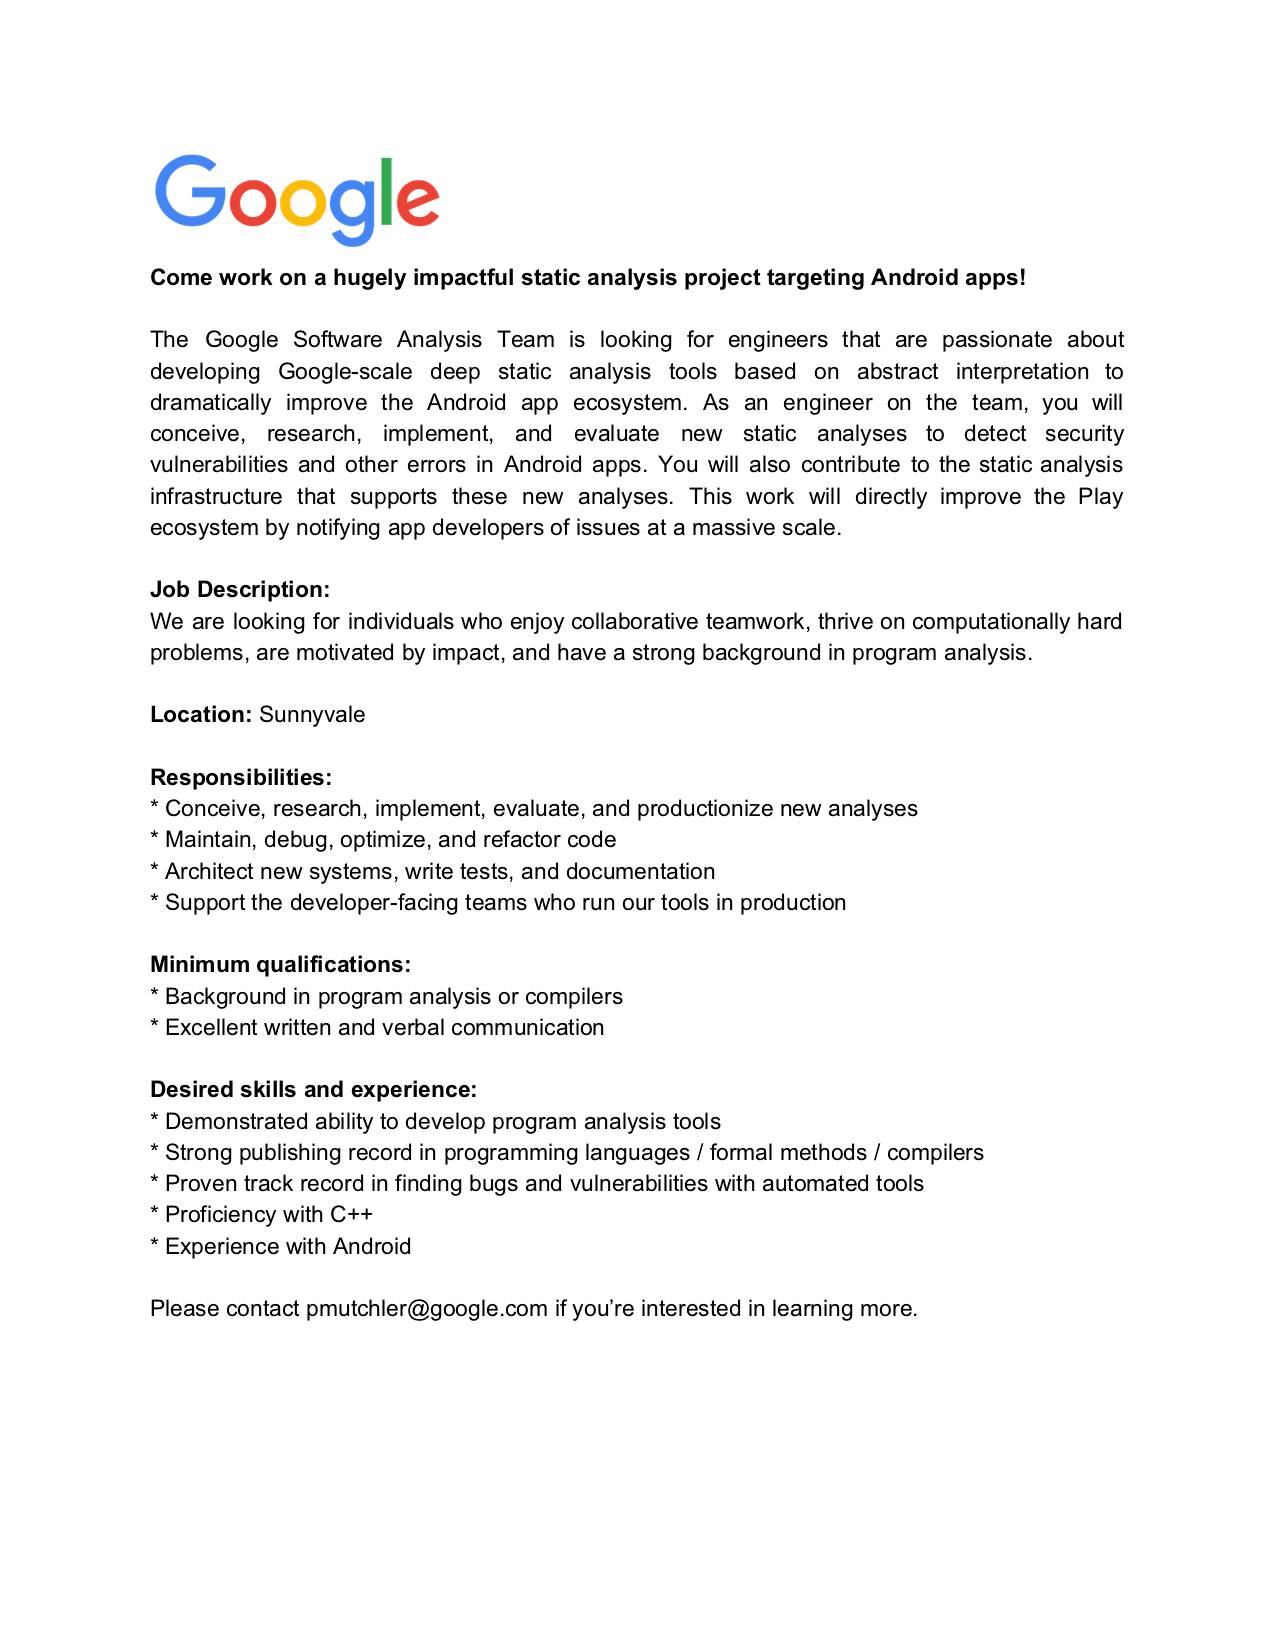 Google
Come work on a hugely impactful static analysis project targeting Android apps!
The Google Software Analysis Team is looking for engineers that are passionate about
developing Google-scale deep static analysis tools based on abstract interpretation to
dramatically improve the Android app ecosystem. As an engineer on the team, you will
conceive, research, implement, and evaluate new static analyses to detect security
vulnerabilities and other errors in Android apps. You will also contribute to the static analysis
infrastructure that supports these new analyses. This work will directly improve the Play
ecosystem by notifying app developers of issues at a massive scale.
Job Description:
We are looking for individuals who enjoy collaborative teamwork, thrive on computationally hard
problems, are motivated by impact, and have a strong background in program analysis.
Location: Sunnyvale
Responsibilities:
* Conceive, research, implement, evaluate, and productionize new analyses
* Maintain, debug, optimize, and refactor code
* Architect new systems, write tests, and documentation
* Support the developer-facing teams who run our tools in production
Minimum qualifications:
* Background in program analysis or compilers
* Excellent written and verbal communication
Desired skills and experience:
* Demonstrated ability to develop program analysis tools
* Strong publishing record in programming languages / formal methods / compilers
* Proven track record in finding bugs and vulnerabilities with automated tools
* Proficiency with C++
* Experience with Android
Please contact pmutchler@google.com if you’re interested in learning more.